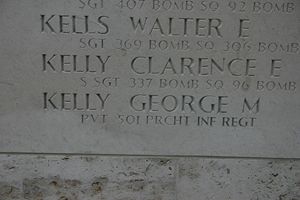 SGT 407 BOMB SQ 92 BOMB
KELLS WALTER E
SGT 369 BOMB SQ 306 BOMB
KELLY CLARENCE E
S SGT 337 BOMB SQ 96 BOMB
KELLY GEORGE M
PVT 501 PRCHT INF REGT